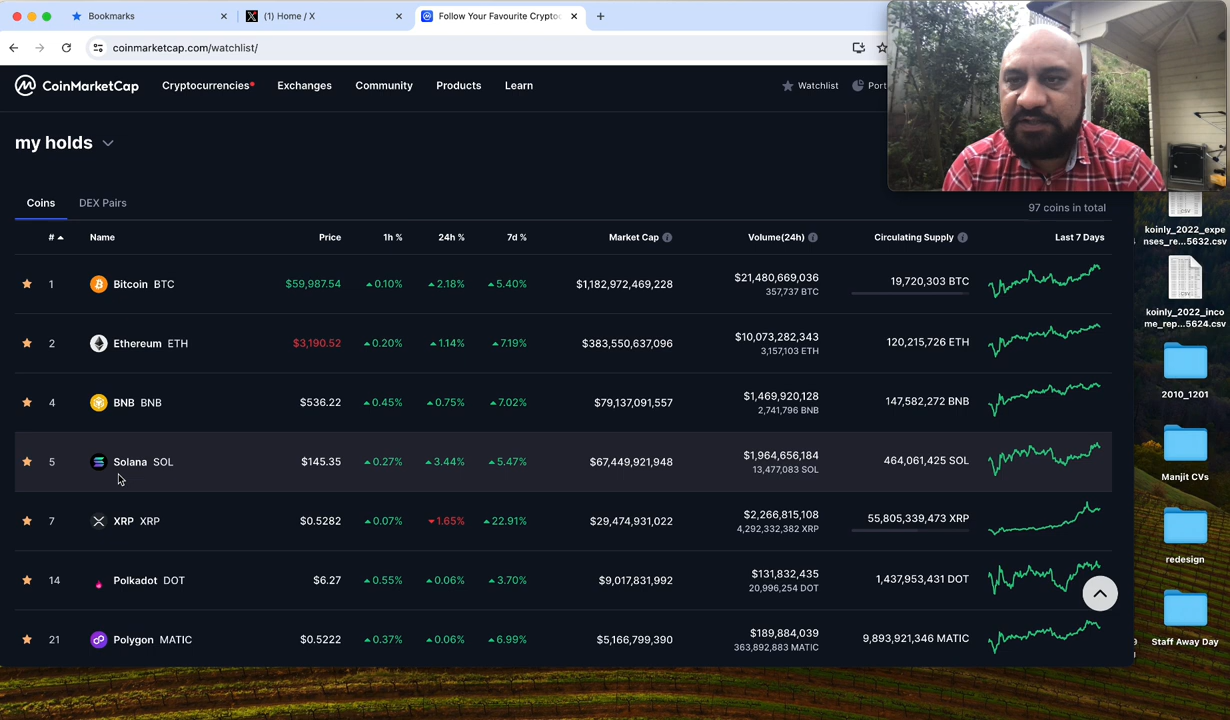 Bookmarks
(1) Home / X
Follow Your Favourite Cryptoc
coinmarketcap.com/watchlist/
CoinMarketCap Cryptocurrencies Exchanges Community Products Learn Watchlist Port
my holds
Coins DEX Pairs 97 coins in total
# Name Price 1h % 24h % 7d % Market Cap Volume(24h) Circulating Supply Last 7 Days
1 Bitcoin BTC $59,987.54 0.10% 2.18% 5.40% $1,182,972,469,228 $21,480,669,036 19,720,303 BTC
357,737 BTC
2 Ethereum ETH $3,190.52 0.20% 1.14% 7.19% $383,550,637,096 $10,073,282,343 120,215,726 ETH
3,157,103 ETH
4 BNB BNB $536.22 0.45% 0.75% 7.02% $79,137,091,557 $1,469,920,128 147,582,272 BNB
2,741,796 BNB
5 Solana SOL $145.35 0.27% 3.44% 5.47% $67,449,921,948 $1,964,656,184 464,061,425 SOL
13,477,083 SOL
7 XRP XRP $0.5282 0.07% 1.65% 22.91% $29,474,931,022 $2,266,815,108 55,805,339,473 XRP
4,292,332,382 XRP
14 Polkadot DOT $6.27 0.55% 0.06% 3.70% $9,017,831,992 $131,832,435 1,437,953,431 DOT
20,996,254 DOT
21 Polygon MATIC $0.5222 0.37% 0.06% 6.99% $5,166,799,390 $189,884,039 9,893,921,346 MATIC
363,892,883 MATIC
koinly_2022_expe
nses_re...5632.csv
koinly_2022_inco
me_rep...5624.csv
2010_1201
Manjit CVs
redesign
Staff Away Day